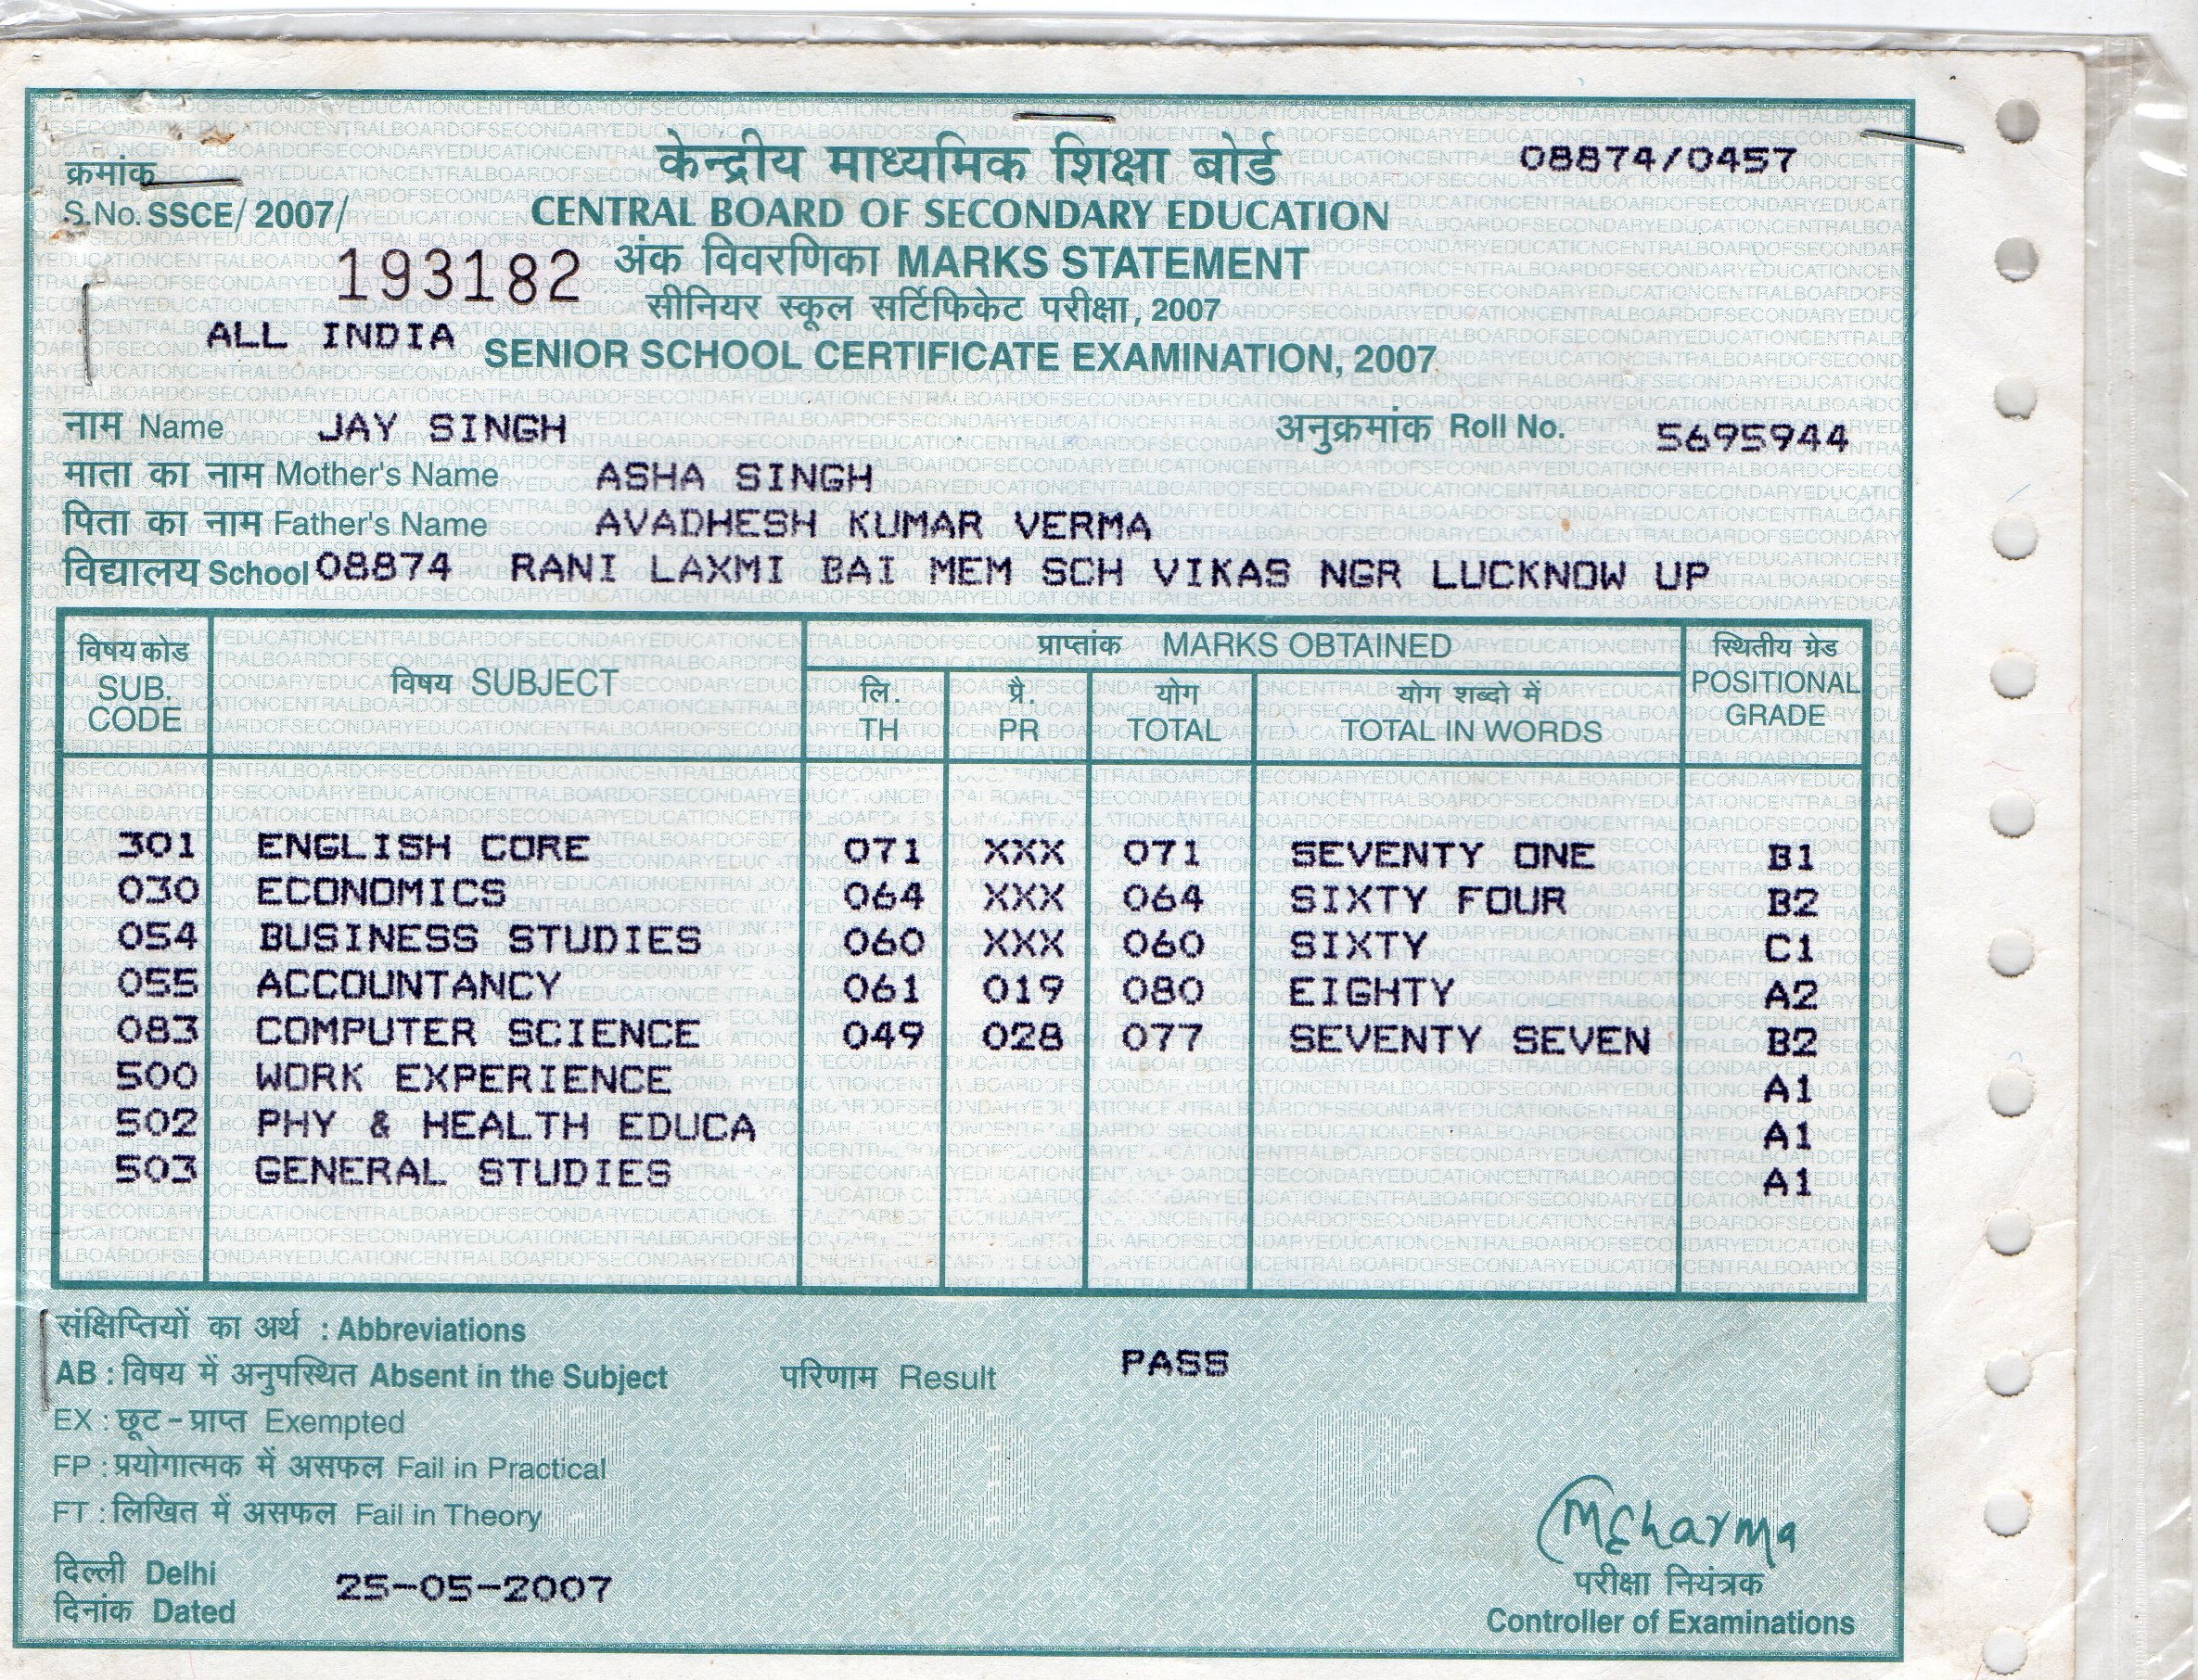 क्रमांक
केन्द्रीय माध्यमिक शिक्षा बोर्ड 08874/0457
S.No. SSCE/ 2007/ CENTRAL BOARD OF SECONDARY EDUCATION
193182 अंक विवरणिका MARKS STATEMENT
सीनियर स्कूल सर्टिफिकेट परीक्षा, 2007
ALL INDIA SENIOR SCHOOL CERTIFICATE EXAMINATION, 2007
नाम Name JAY SINGH अनुक्रमांक Roll No. 5695944
माता का नाम Mother's Name ASHA SINGH
पिता का नाम Father's Name AVADHESH KUMAR VERMA
विद्यालय School 08874 RANI LAXMI BAI MEM SCH VIKAS NGR LUCKNOW UP
विषय कोड SUB. CODE विषय SUBJECT प्राप्तांक MARKS OBTAINED स्थितीय ग्रेड POSITIONAL GRADE
लि. TH प्रै. PR योग TOTAL योग शब्दो में TOTAL IN WORDS
301 ENGLISH CORE 071 XXX 071 SEVENTY ONE B1
030 ECONOMICS 064 XXX 064 SIXTY FOUR B2
054 BUSINESS STUDIES 060 XXX 060 SIXTY C1
055 ACCOUNTANCY 061 019 080 EIGHTY A2
083 COMPUTER SCIENCE 049 028 077 SEVENTY SEVEN B2
500 WORK EXPERIENCE A1
502 PHY & HEALTH EDUCA A1
503 GENERAL STUDIES A1
संक्षिप्तियों का अर्थ : Abbreviations
AB : विषय में अनुपस्थित Absent in the Subject परिणाम Result PASS
EX : छूट - प्राप्त Exempted
FP : प्रयोगात्मक में असफल Fail in Practical
FT : लिखित में असफल Fail in Theory
MSharma
दिल्ली Delhi
दिनांक Dated 25-05-2007
परीक्षा नियंत्रक
Controller of Examinations